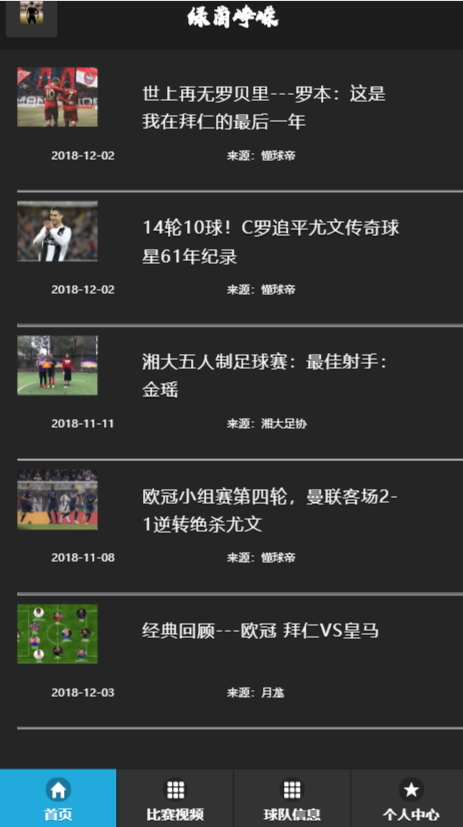 绿茵峥嵘
世上再无罗贝里---罗本：这是
我在拜仁的最后一年
2018-12-02 来源：懂球帝
14轮10球！C罗追平尤文传奇球
星61年纪录
2018-12-02 来源：懂球帝
湘大五人制足球赛：最佳射手：
金瑶
2018-11-11 来源：湘大足协
欧冠小组赛第四轮，曼联客场2-
1逆转绝杀尤文
2018-11-08 来源：懂球帝
经典回顾---欧冠 拜仁VS皇马
2018-12-03 来源：月
首页 比赛视频 球队信息 个人中心